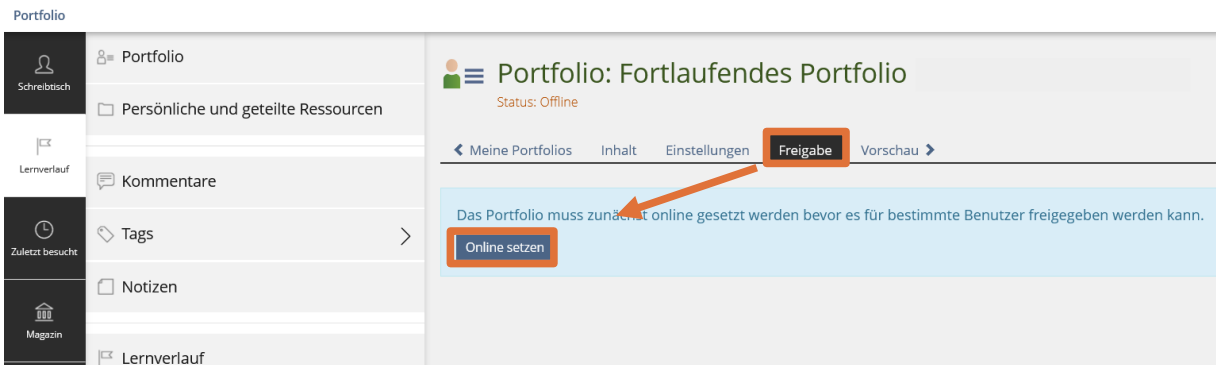 Portfolio
Schreibtisch
Lernverlauf
Zuletzt besucht
Magazin
Portfolio
Persönliche und geteilte Ressourcen
Kommentare
Tags
Notizen
Lernverlauf
Portfolio: Fortlaufendes Portfolio
Status: Offline
Meine Portfolios Inhalt Einstellungen Freigabe Vorschau
Das Portfolio muss zunächst online gesetzt werden bevor es für bestimmte Benutzer freigegeben werden kann.
Online setzen